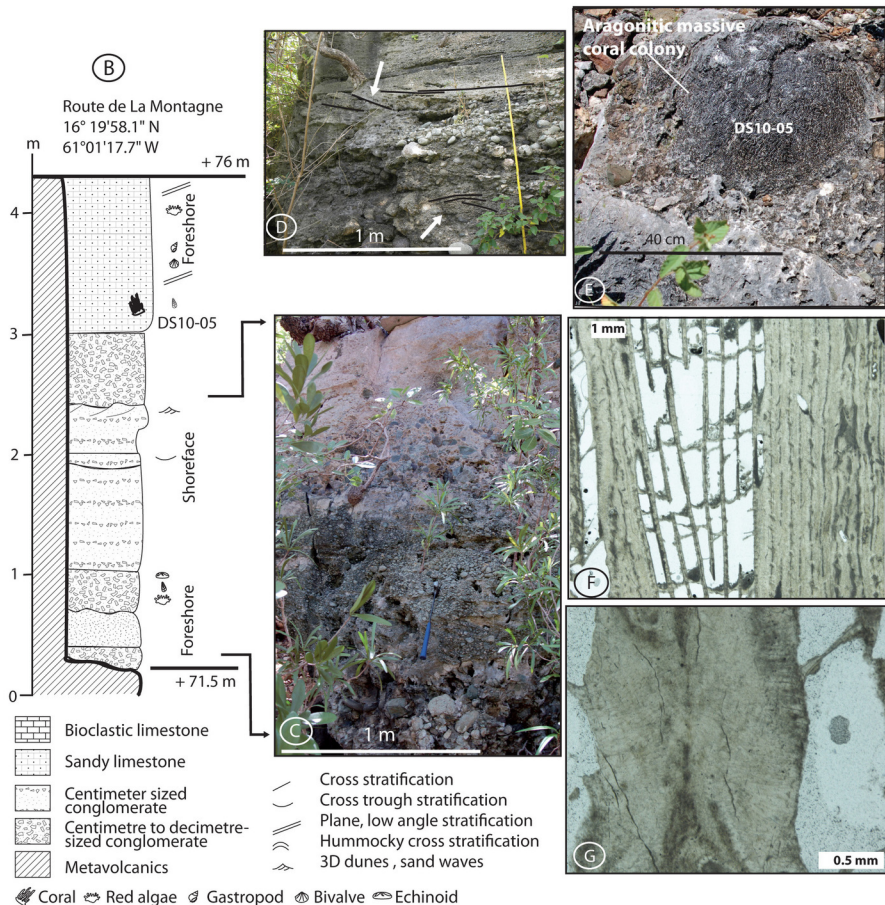 B
Route de La Montagne
16° 19'58.1" N
61°01'17.7" W
m
+ 76 m
4
Foreshore
3
DS10-05
2
Shoreface
1
Foreshore
0
+ 71.5 m
D
1 m
Aragonitic massive
coral colony
DS10-05
40 cm
E
C
1 m
1 mm
F
G
0.5 mm
Bioclastic limestone
Sandy limestone
Centimeter sized
conglomerate
Centimetre to decimetre-
sized conglomerate
Metavolcanics
Cross stratification
Cross trough stratification
Plane, low angle stratification
Hummocky cross stratification
3D dunes , sand waves
Coral Red algae Gastropod Bivalve Echinoid